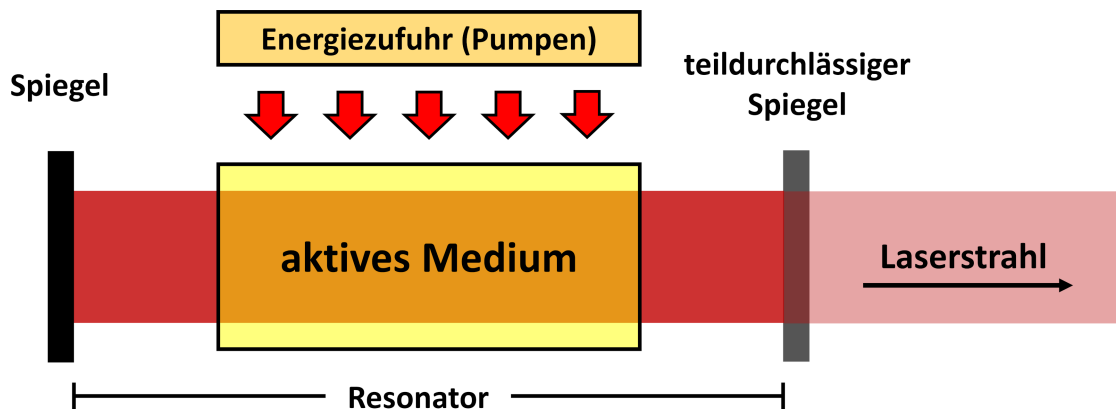 Energiezufuhr (Pumpen)
Spiegel
teildurchlässiger
Spiegel
aktives Medium
Laserstrahl
Resonator